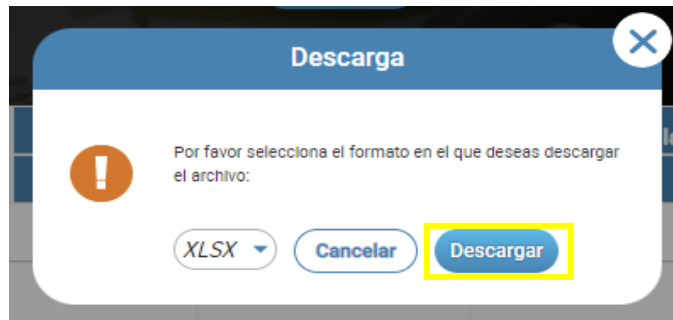 Descarga
Por favor selecciona el formato en el que deseas descargar
el archivo:
XLSX
Cancelar
Descargar